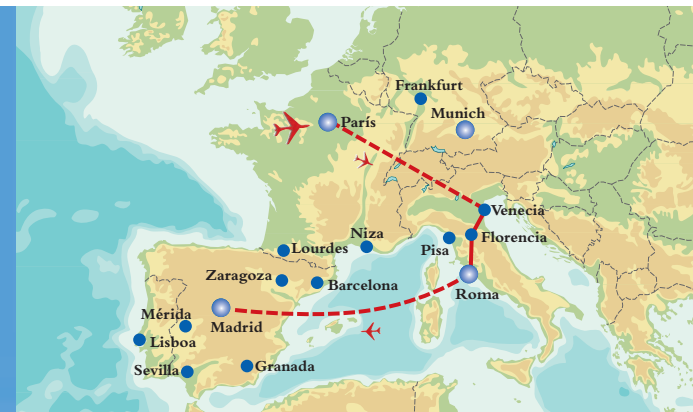 Frankfurt
Munich
París
Venecia
Niza
Florencia
Lourdes
Pisa
Zaragoza
Barcelona
Roma
Mérida
Madrid
Lisboa
Sevilla
Granada